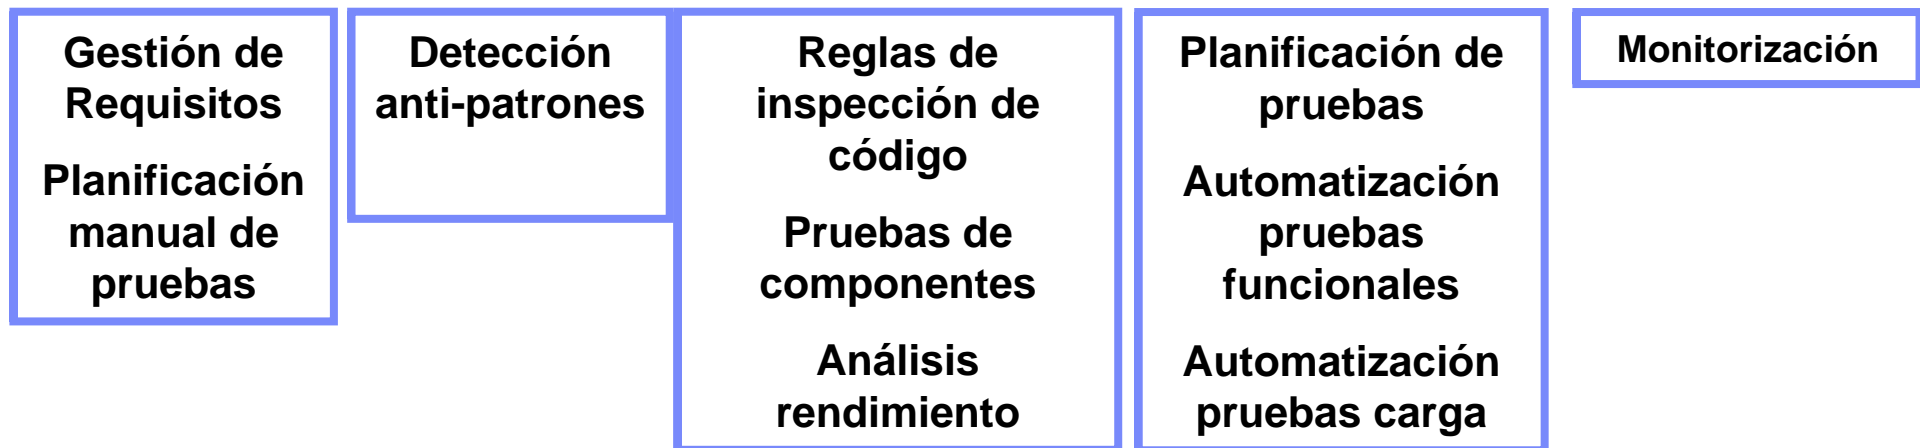 Gestión de
Requisitos
Planificación
manual de
pruebas
Detección
anti-patrones
Reglas de
inspección de
código
Pruebas de
componentes
Análisis
rendimiento
Planificación de
pruebas
Automatización
pruebas
funcionales
Automatización
pruebas carga
Monitorización